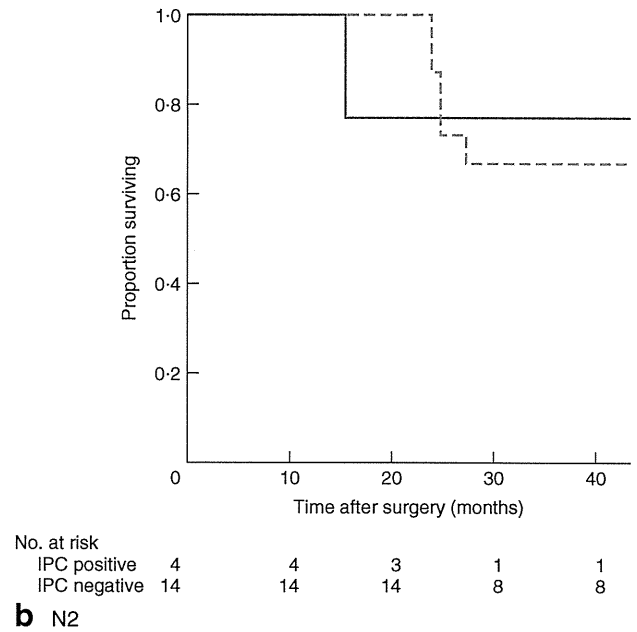 1·0
0·8
0·6
0·4
0·2
Proportion surviving
0 10 20 30 40
Time after surgery (months)
No. at risk
IPC positive 4 4 3 1 1
IPC negative 14 14 14 8 8
b N2